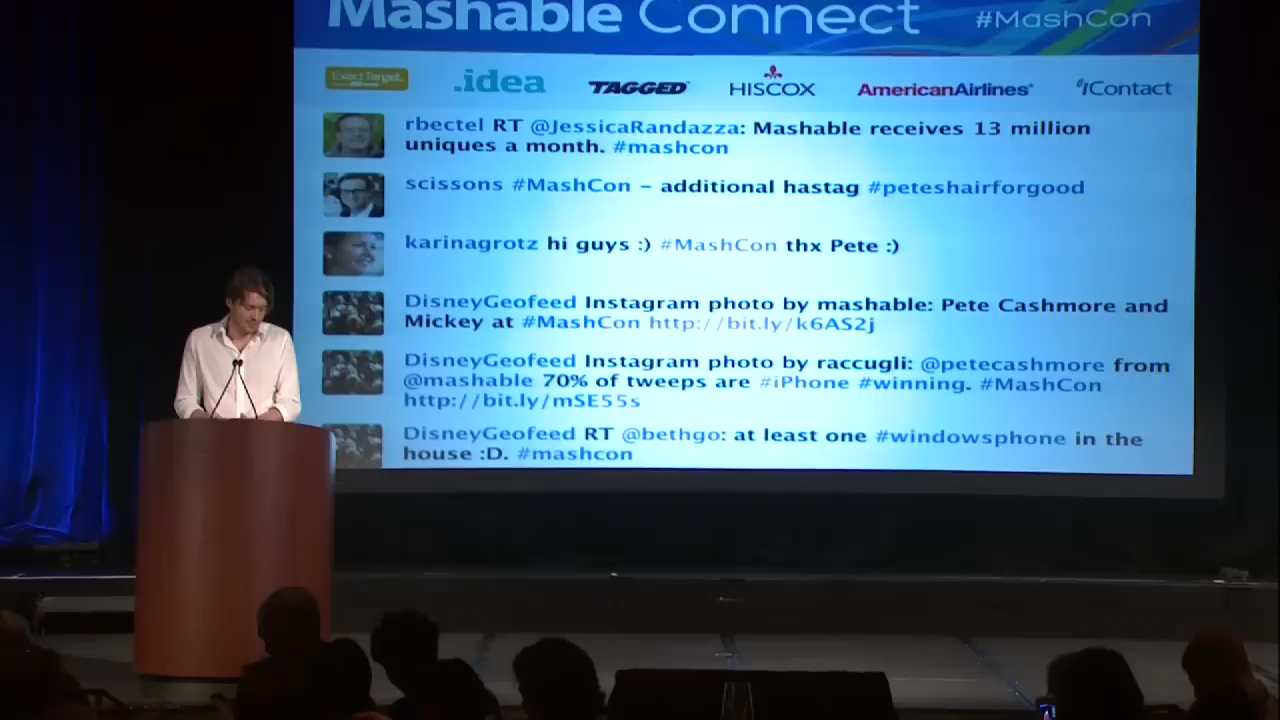 Mashable Connect #MashCon
ExactTarget. .idea TAGGED HISCOX AmericanAirlines iContact
rbectel RT @JessicaRandazza: Mashable receives 13 million
uniques a month. #mashcon
scissons #MashCon – additional hastag #peteshairforgood
karinagrotz hi guys :) #MashCon thx Pete :)
DisneyGeofeed Instagram photo by mashable: Pete Cashmore and
Mickey at #MashCon http://bit.ly/k6AS2j
DisneyGeofeed Instagram photo by raccugli: @petecashmore from
@mashable 70% of tweeps are #iPhone #winning. #MashCon
http://bit.ly/mSE55s
DisneyGeofeed RT @bethgo: at least one #windowsphone in the
house :D. #mashcon